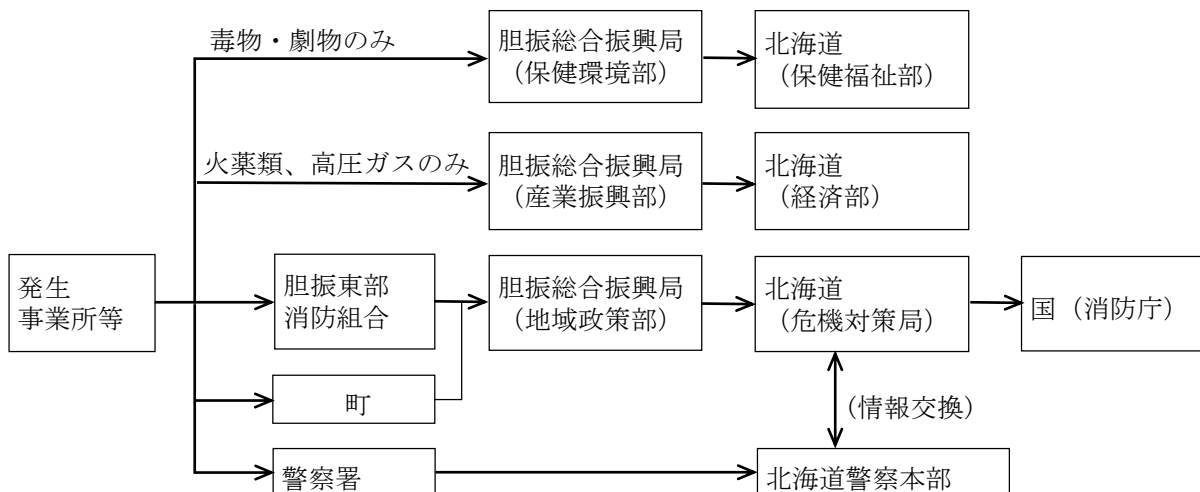 毒物・劇物のみ
胆振総合振興局
（保健環境部）
北海道
（保健福祉部）
火薬類、高圧ガスのみ
胆振総合振興局
（産業振興部）
北海道
（経済部）
発生
事業所等
胆振東部
消防組合
胆振総合振興局
（地域政策部）
北海道
（危機対策局）
国（消防庁）
町
（情報交換）
警察署
北海道警察本部